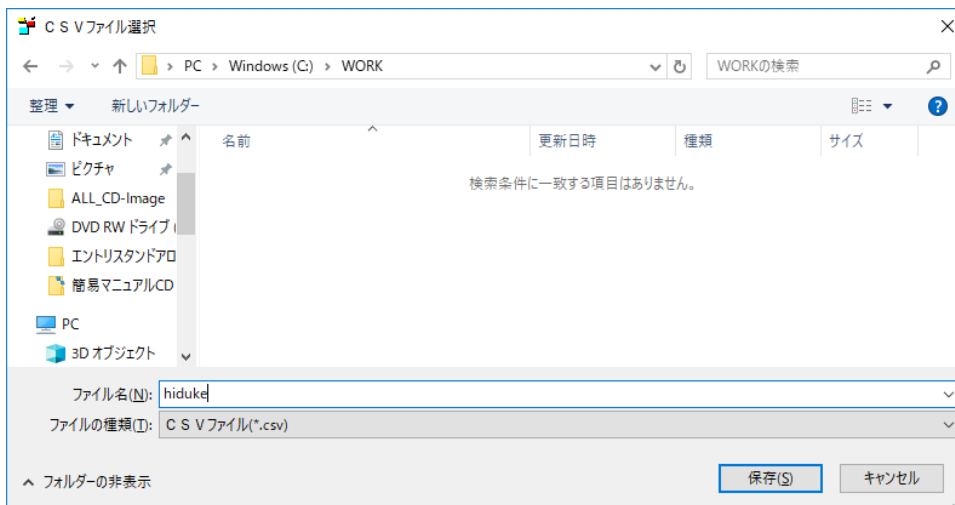 ＣＳＶファイル選択
PC › Windows (C:) › WORK
WORKの検索
整理 新しいフォルダー
名前 更新日時 種類 サイズ
検索条件に一致する項目はありません。
ドキュメント
ピクチャ
ALL_CD-Image
DVD RW ドライブ (
エントリスタンドアロ
簡易マニュアルCD
PC
3D オブジェクト
ファイル名(N): hiduke
ファイルの種類(T): ＣＳＶファイル(*.csv)
フォルダーの非表示
保存(S) キャンセル